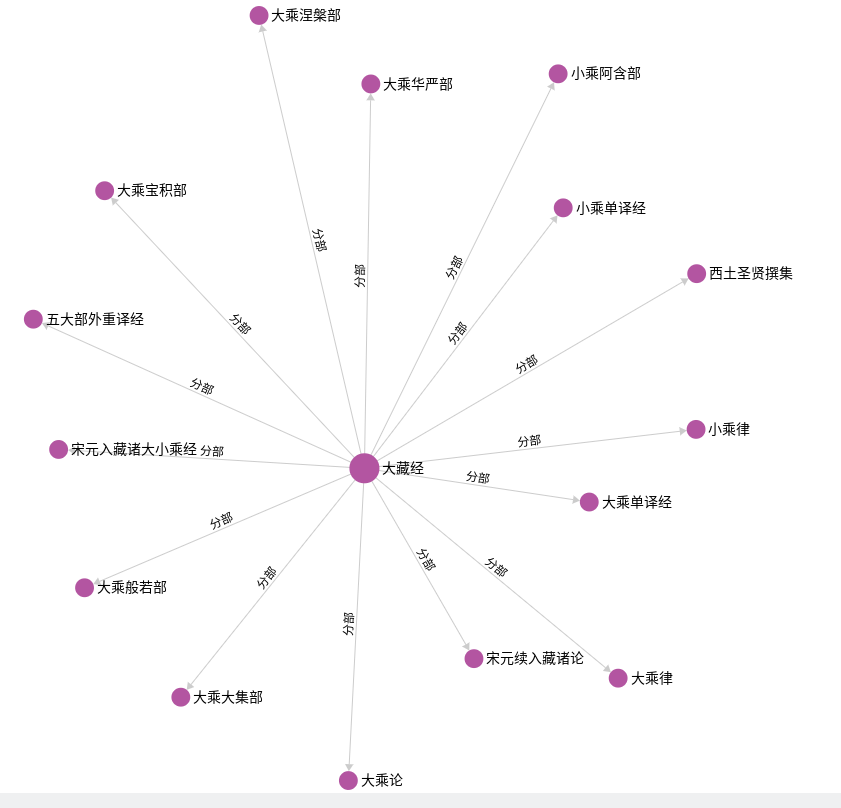 大乘涅槃部
小乘阿含部
大乘华严部
大乘宝积部
小乘单译经
分部
西土圣贤撰集
分部
分部
五大部外重译经
分部
分部
分部
分部
小乘律
分部
宋元入藏诸大小乘经
分部
大藏经
分部
大乘单译经
分部
分部
分部
分部
大乘般若部
分部
宋元续入藏诸论
大乘律
大乘大集部
大乘论